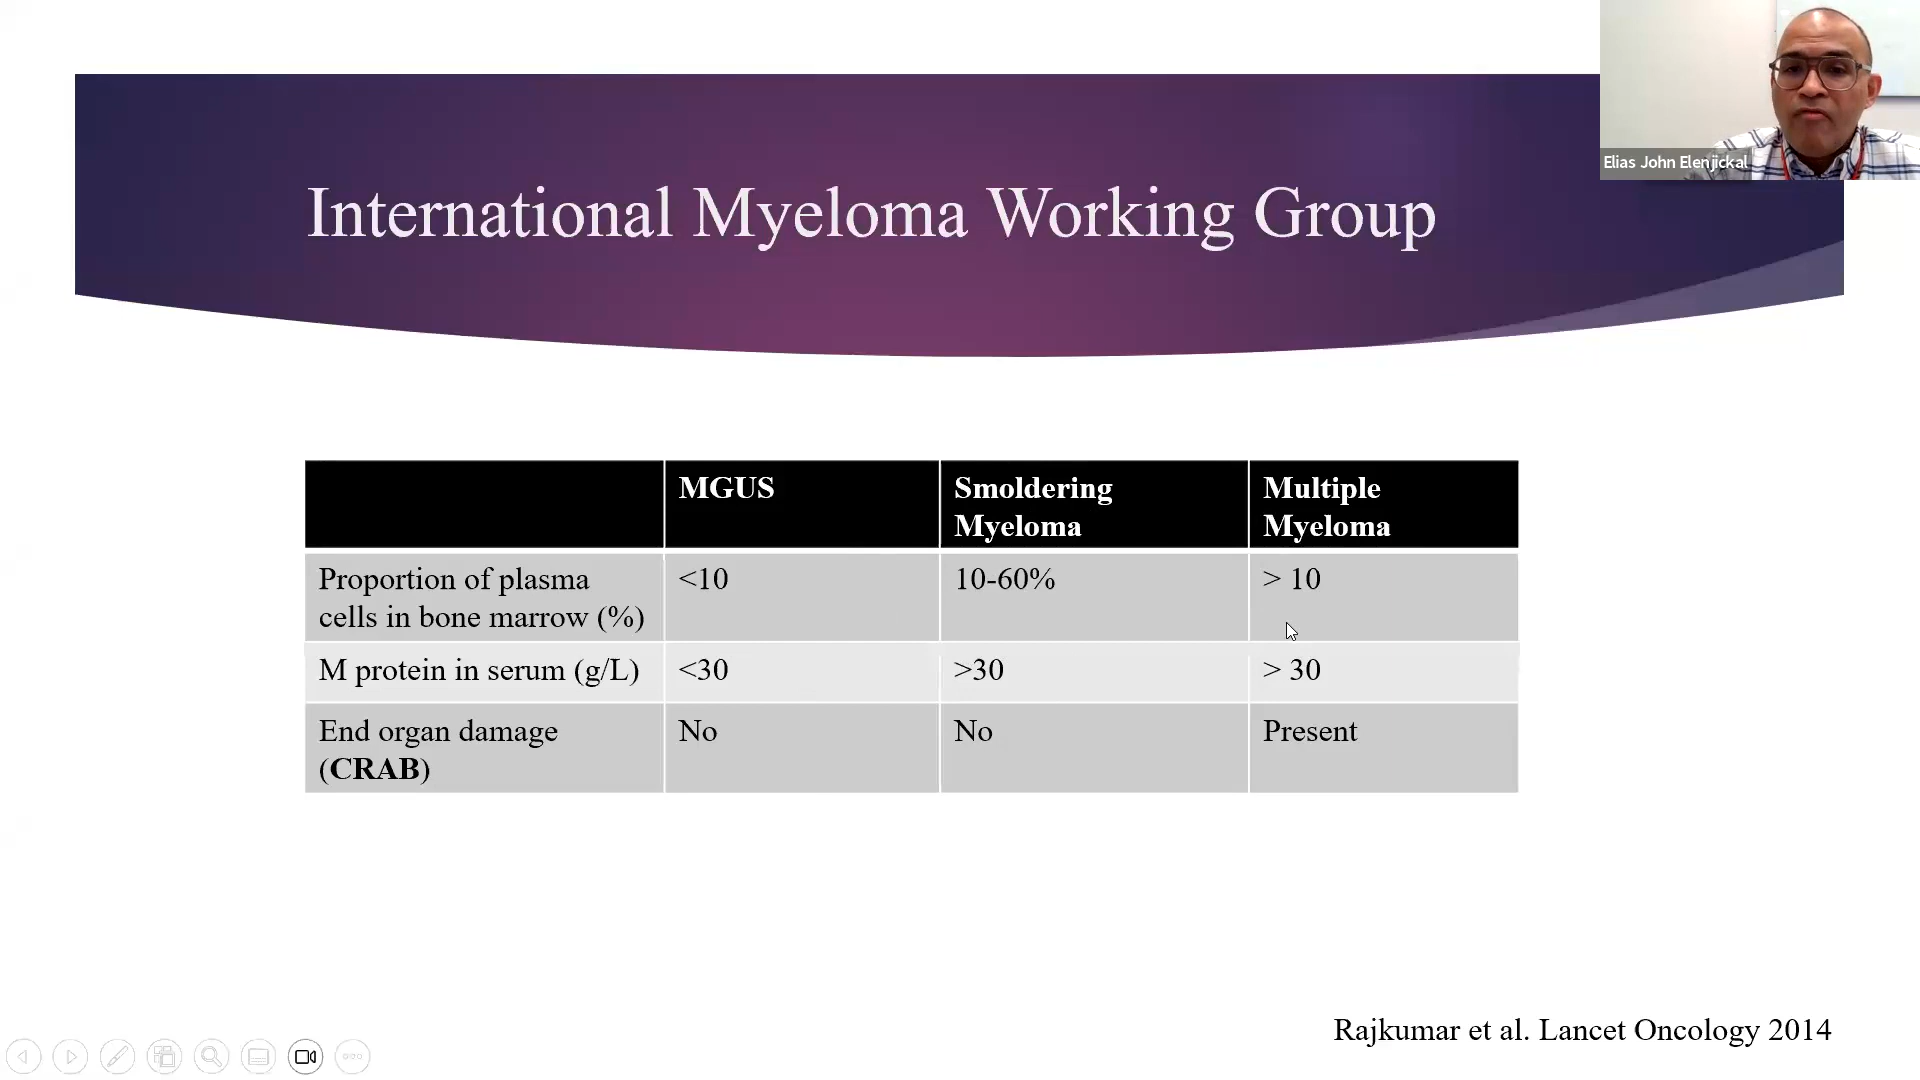 Elias John Elenjickal
International Myeloma Working Group
MGUS
Smoldering
Myeloma
Multiple
Myeloma
Proportion of plasma
cells in bone marrow (%)
<10
10-60%
> 10
M protein in serum (g/L)
<30
>30
> 30
End organ damage
(CRAB)
No
No
Present
Rajkumar et al. Lancet Oncology 2014